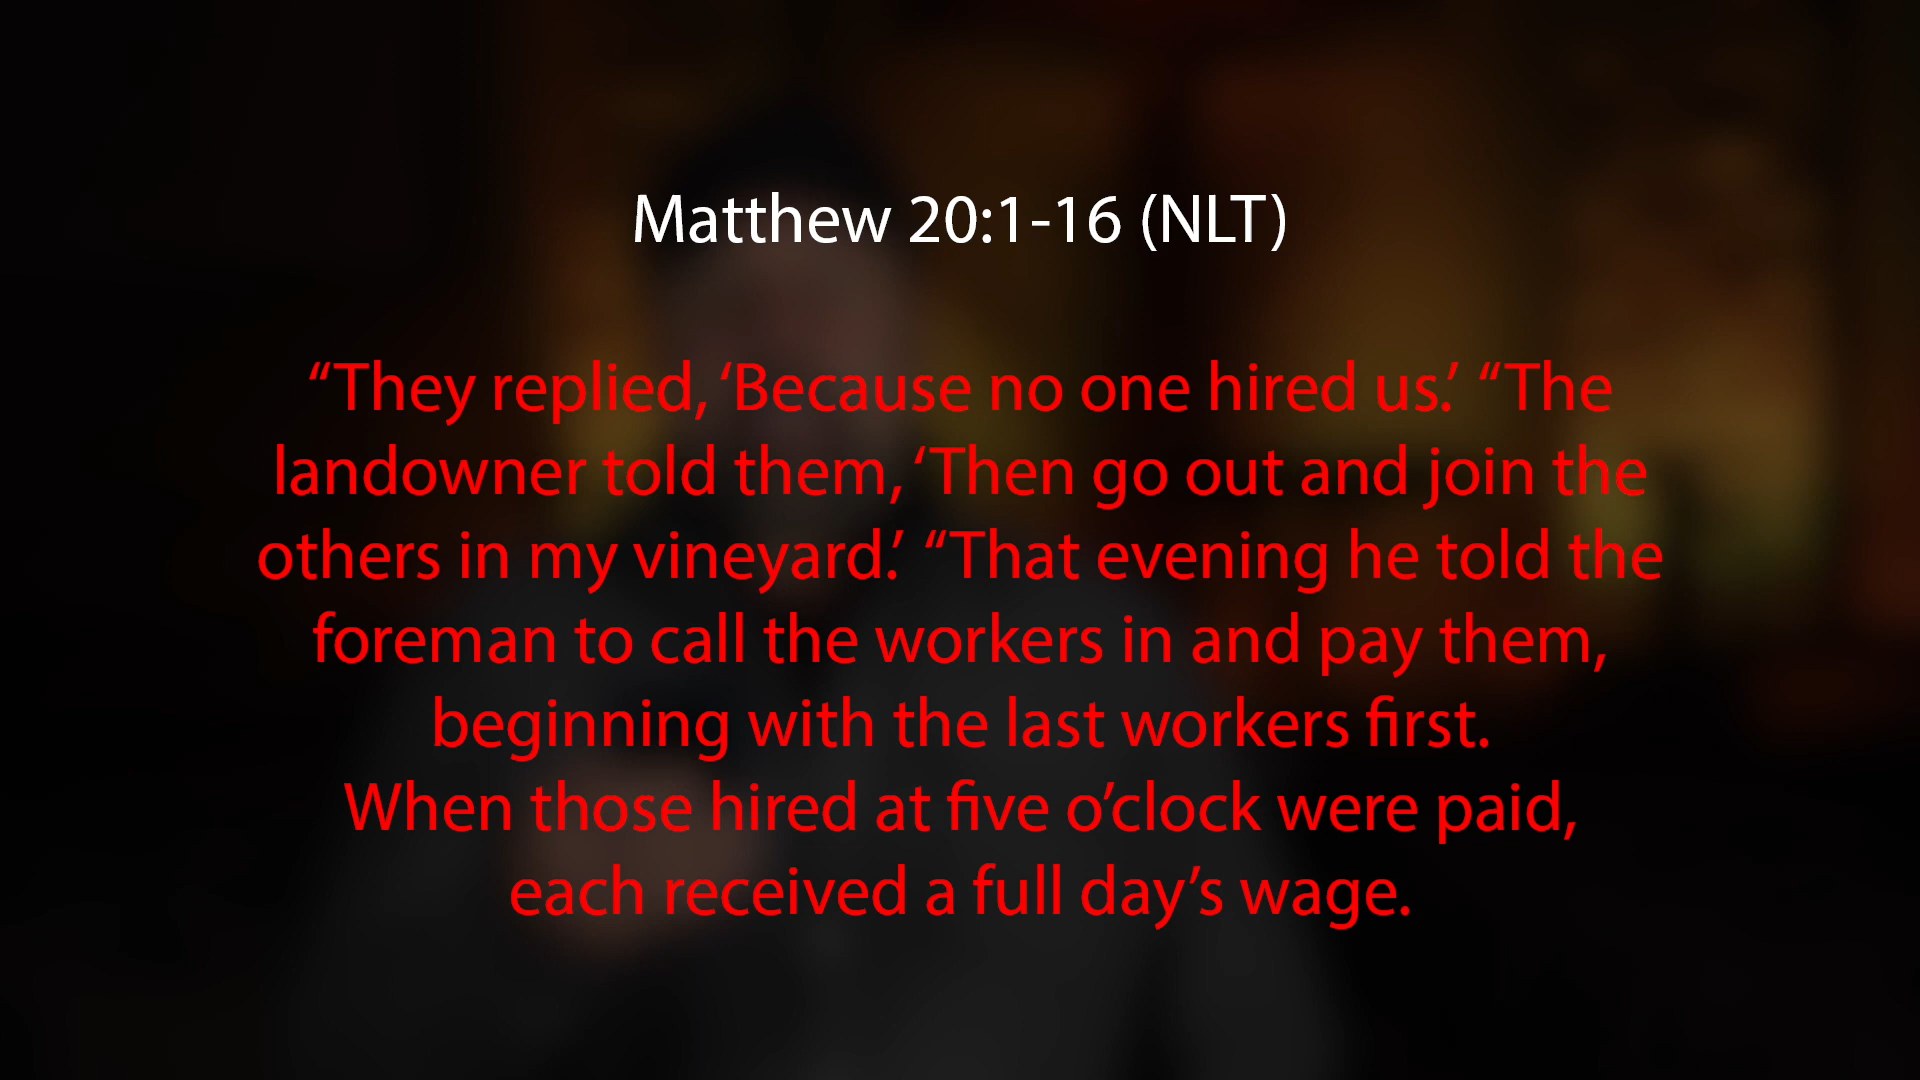 Matthew 20:1-16 (NLT)
“They replied, ‘Because no one hired us.’ “The
landowner told them, ‘Then go out and join the
others in my vineyard.’ “That evening he told the
foreman to call the workers in and pay them,
beginning with the last workers first.
When those hired at five o’clock were paid,
each received a full day’s wage.